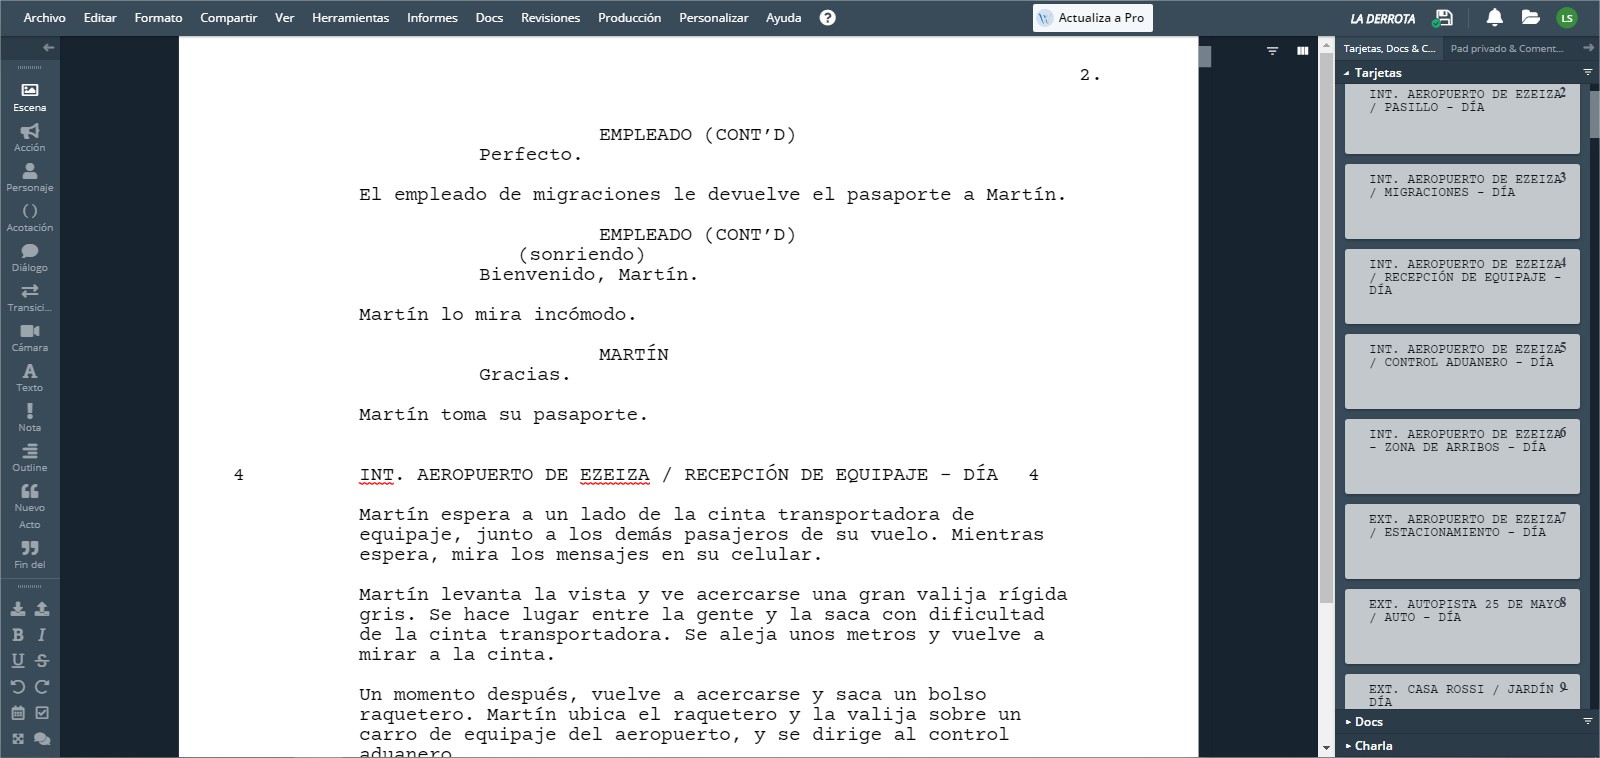 Archivo Editar Formato Compartir Ver Herramientas Informes Docs Revisiones Producción Personalizar Ayuda ? Actualiza a Pro LA DERROTA LS
Escena
Acción
Personaje
Acotación
Diálogo
Transici...
Cámara
Texto
Nota
Outline
Nuevo
Acto
Fin del
B I
U S
2.
EMPLEADO (CONT'D)
Perfecto.
El empleado de migraciones le devuelve el pasaporte a Martín.
EMPLEADO (CONT'D)
(sonriendo)
Bienvenido, Martín.
Martín lo mira incómodo.
MARTÍN
Gracias.
Martín toma su pasaporte.
4 INT. AEROPUERTO DE EZEIZA / RECEPCIÓN DE EQUIPAJE - DÍA 4
Martín espera a un lado de la cinta transportadora de
equipaje, junto a los demás pasajeros de su vuelo. Mientras
espera, mira los mensajes en su celular.
Martín levanta la vista y ve acercarse una gran valija rígida
gris. Se hace lugar entre la gente y la saca con dificultad
de la cinta transportadora. Se aleja unos metros y vuelve a
mirar a la cinta.
Un momento después, vuelve a acercarse y saca un bolso
raquetero. Martín ubica el raquetero y la valija sobre un
carro de equipaje del aeropuerto, y se dirige al control
aduanero.
Tarjetas, Docs & C... Pad privado & Coment...
Tarjetas
INT. AEROPUERTO DE EZEIZA 2
/ PASILLO - DÍA
INT. AEROPUERTO DE EZEIZA 3
/ MIGRACIONES - DÍA
INT. AEROPUERTO DE EZEIZA 4
/ RECEPCIÓN DE EQUIPAJE -
DÍA
INT. AEROPUERTO DE EZEIZA 5
/ CONTROL ADUANERO - DÍA
INT. AEROPUERTO DE EZEIZA 6
- ZONA DE ARRIBOS - DÍA
EXT. AEROPUERTO DE EZEIZA 7
/ ESTACIONAMIENTO - DÍA
EXT. AUTOPISTA 25 DE MAYO 8
/ AUTO - DÍA
EXT. CASA ROSSI / JARDÍN - 9
DÍA
Docs
Charla